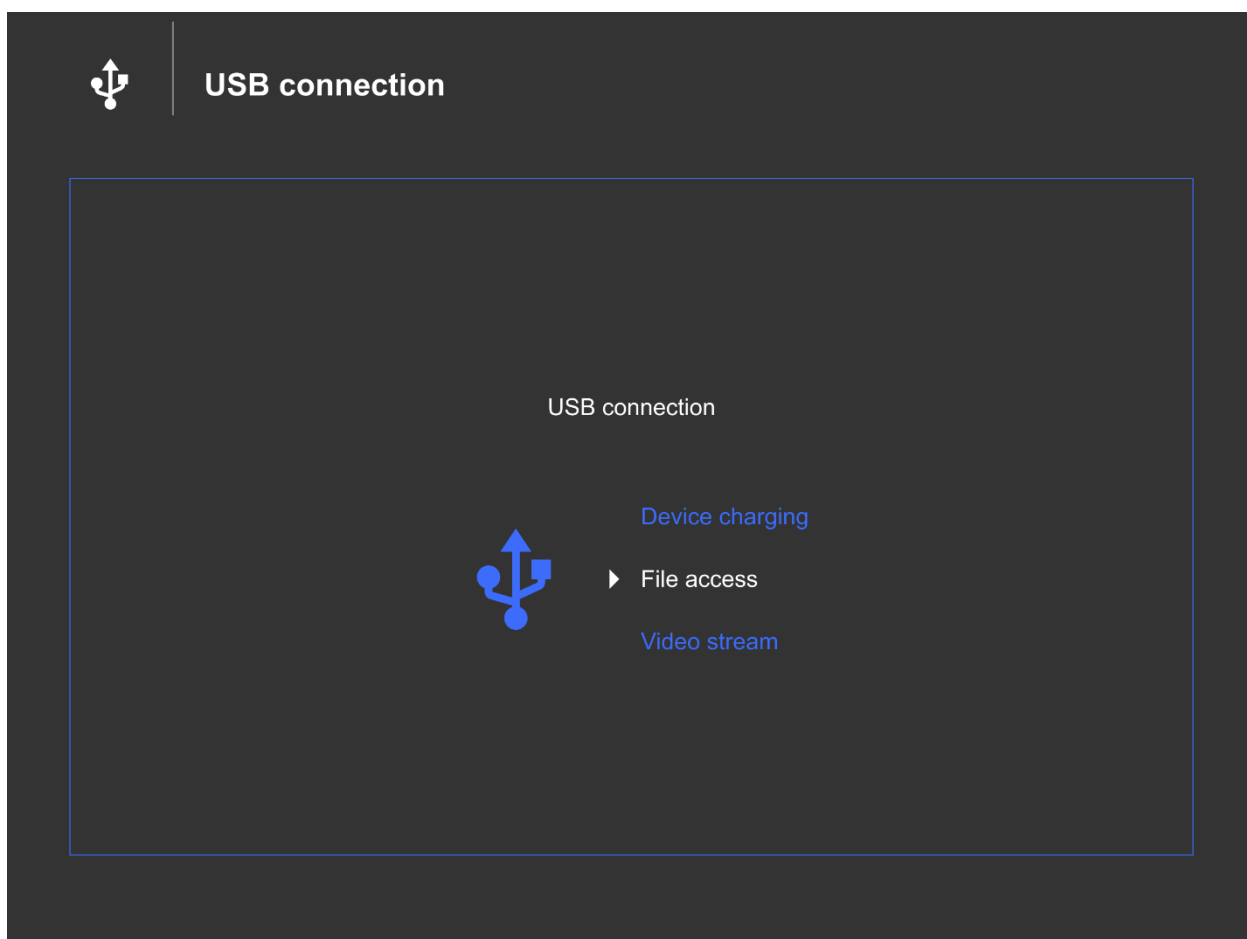 USB connection
USB connection
Device charging
File access
Video stream